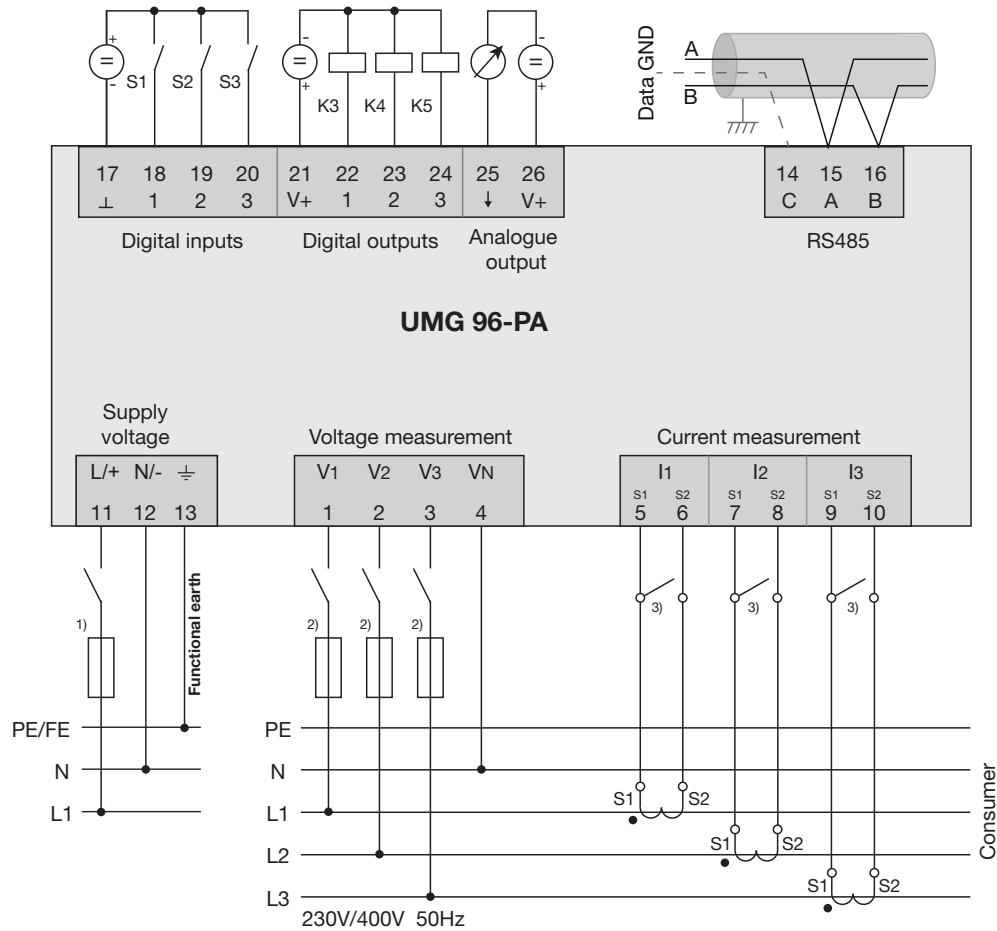 + - + -
= = =
- S1 S2 S3 + K3 K4 K5 +
Data GND
A
B
17 18 19 20 21 22 23 24 25 26
⊥ 1 2 3 V+ 1 2 3 ↓ V+
14 15 16
C A B
Digital inputs
Digital outputs
Analogue
output
RS485
UMG 96-PA
Supply
voltage
Voltage measurement
Current measurement
L/+ N/- ⏚
11 12 13
V1 V2 V3 VN
1 2 3 4
I1 I2 I3
S1 S2 S1 S2 S1 S2
5 6 7 8 9 10
1)
Functional earth
2) 2) 2)
3) 3) 3)
PE/FE
N
L1
PE
N
L1
L2
L3
S1 S2
S1 S2
S1 S2
Consumer
230V/400V 50Hz